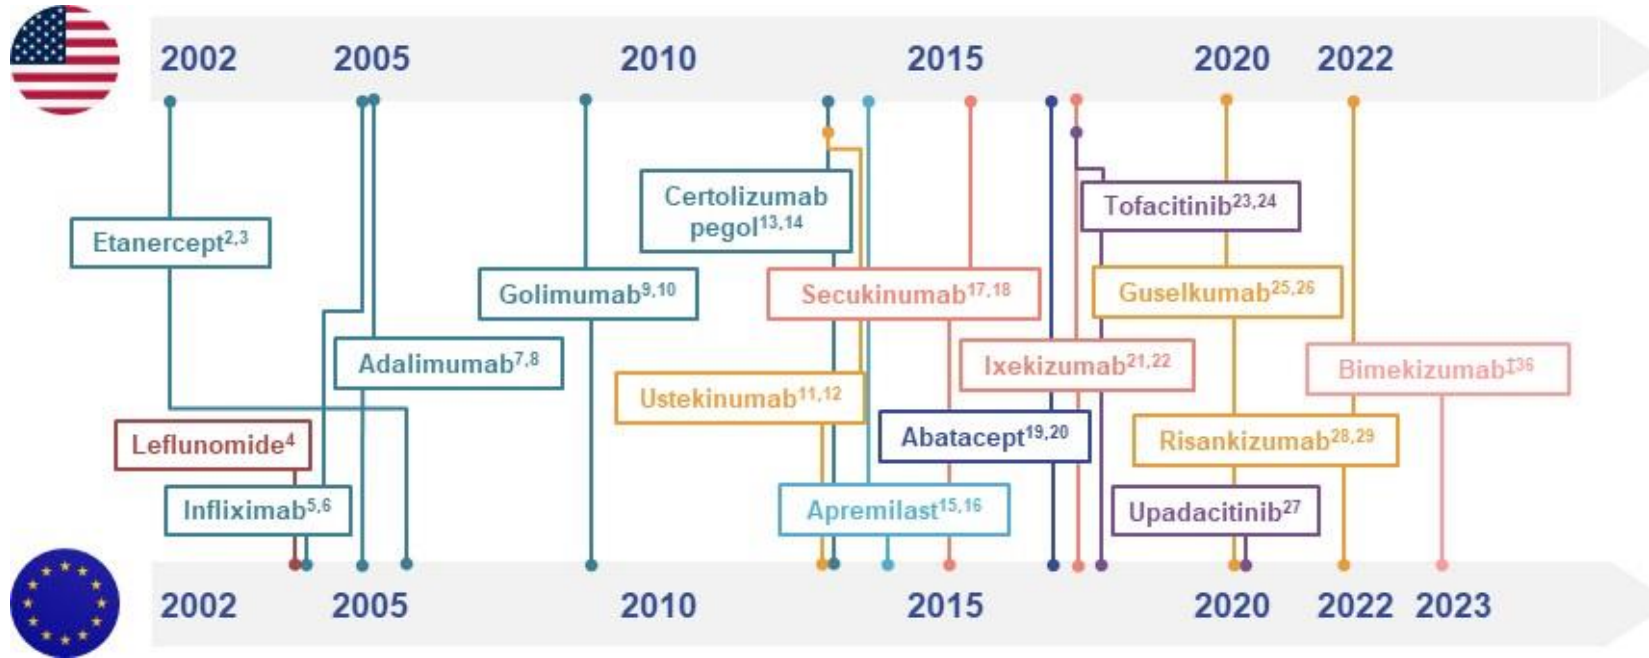 2002 2005 2010 2015 2020 2022
Certolizumab
pegol13,14
Tofacitinib23,24
Etanercept2,3
Golimumab9,10
Secukinumab17,18
Guselkumab25,26
Adalimumab7,8
Ixekizumab21,22
Bimekizumab‡36
Ustekinumab11,12
Leflunomide4
Abatacept19,20
Risankizumab28,29
Infliximab5,6
Apremilast15,16
Upadacitinib27
2002 2005 2010 2015 2020 2022 2023